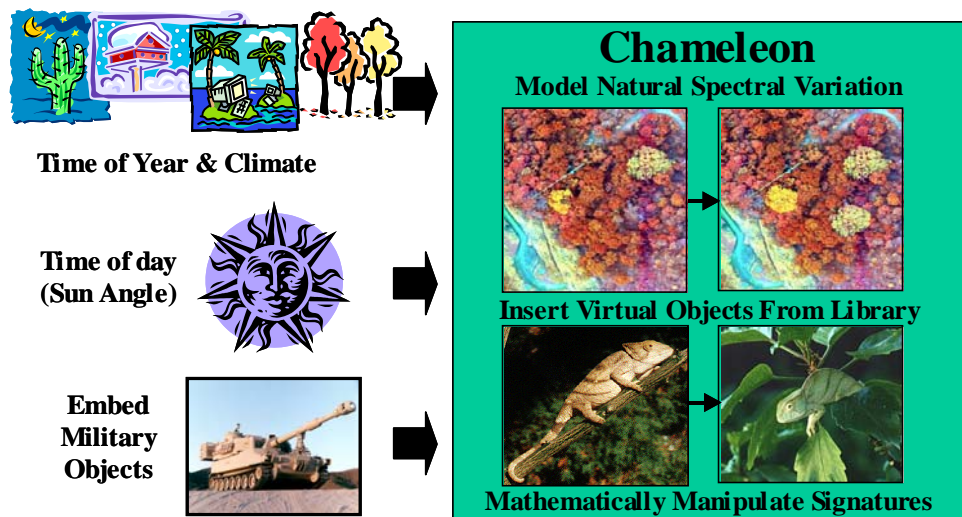 Time of Year & Climate
Time of day
(Sun Angle)
Embed
Military
Objects
Chameleon
Model Natural Spectral Variation
Insert Virtual Objects From Library
Mathematically Manipulate Signatures